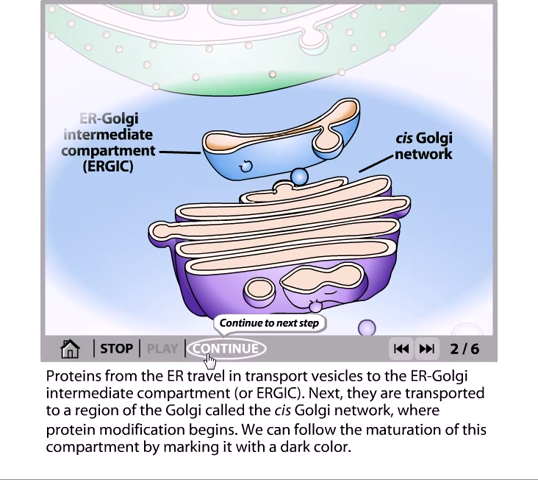 ER-Golgi
intermediate
compartment
(ERGIC)
cis Golgi
network
Continue to next step
STOP PLAY CONTINUE 2 / 6
Proteins from the ER travel in transport vesicles to the ER-Golgi
intermediate compartment (or ERGIC). Next, they are transported
to a region of the Golgi called the cis Golgi network, where
protein modification begins. We can follow the maturation of this
compartment by marking it with a dark color.